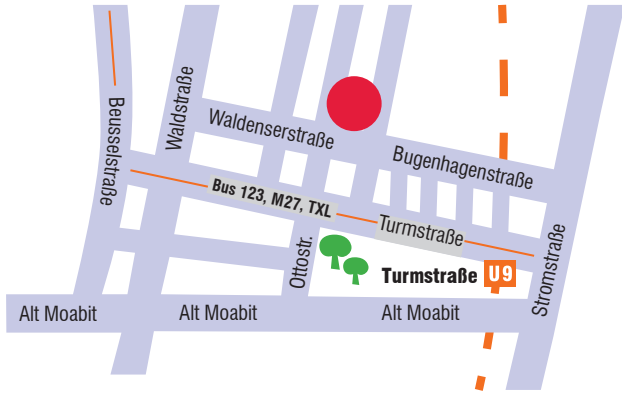 Beusselstraße
Waldstraße
Waldenserstraße
Bugenhagenstraße
Bus 123, M27, TXL
Turmstraße
Ottostr.
Turmstraße U9
Stromstraße
Alt Moabit
Alt Moabit
Alt Moabit